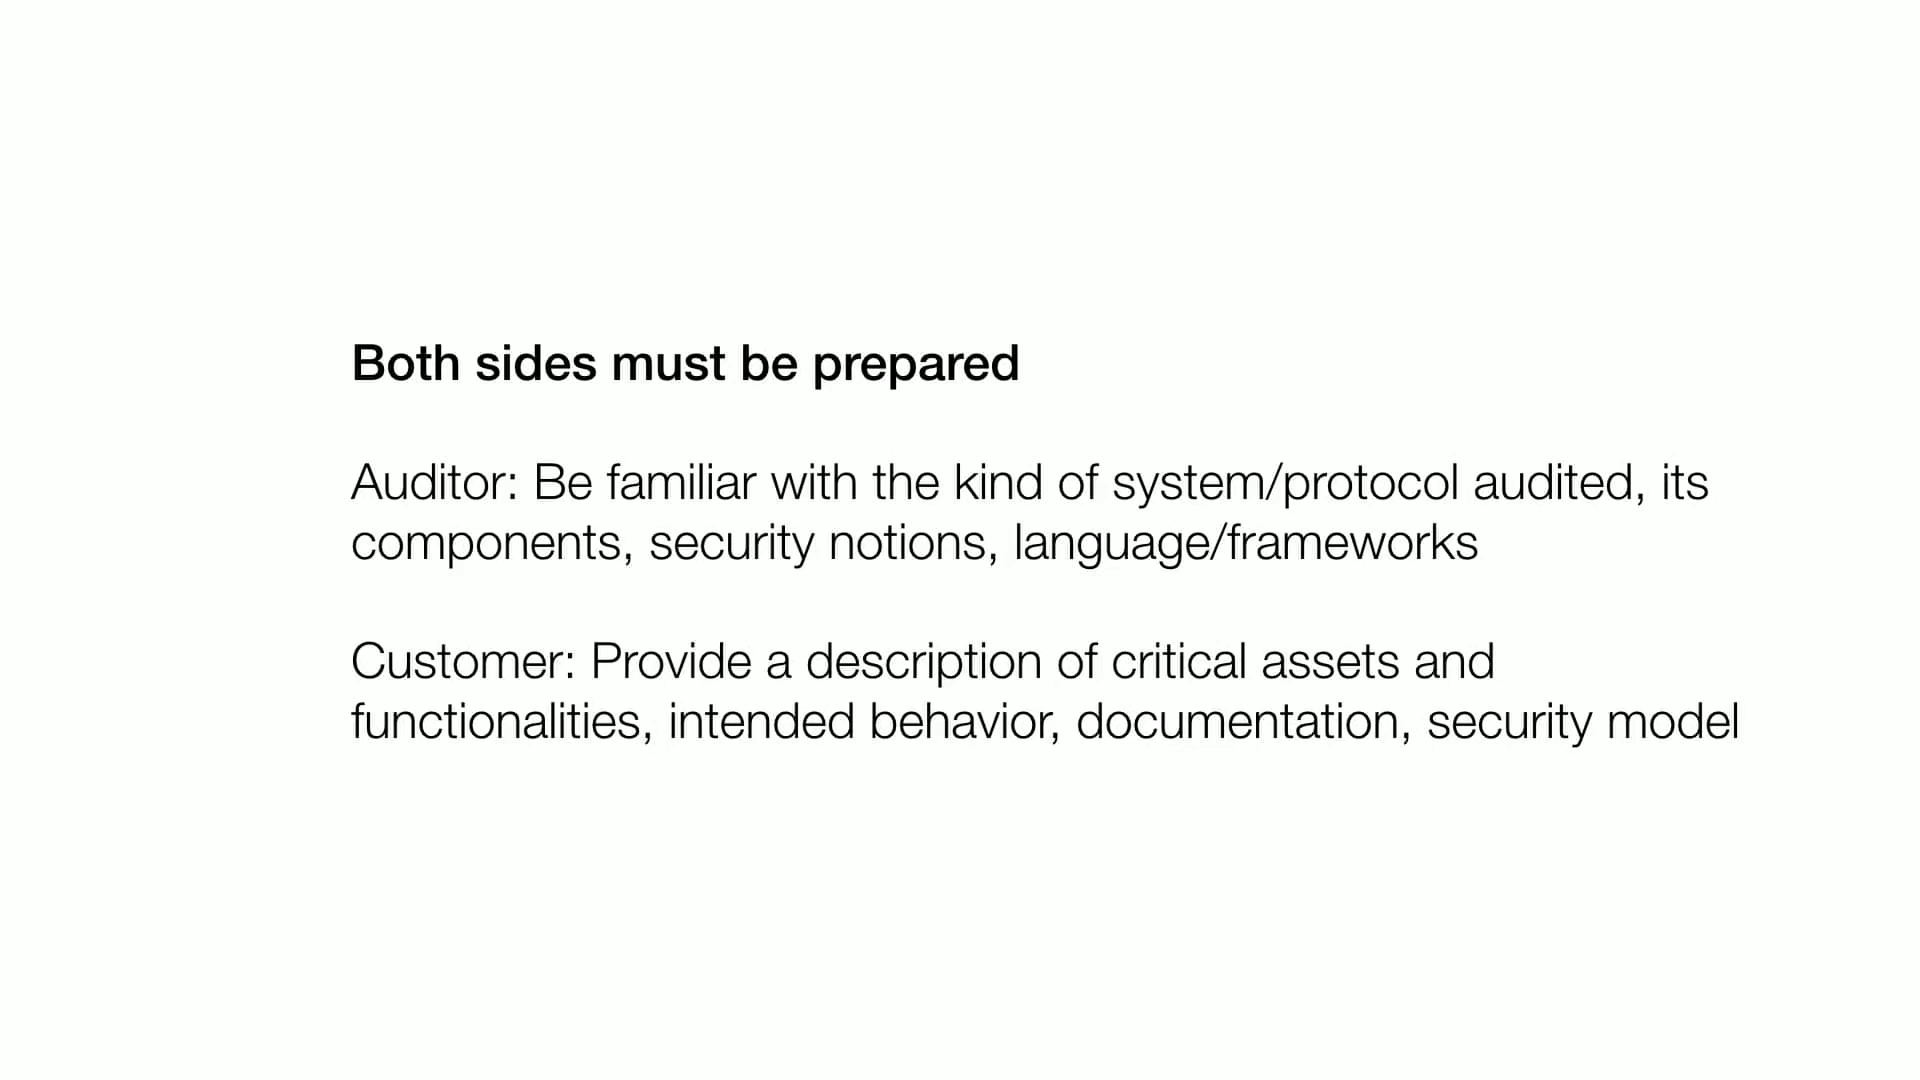 Both sides must be prepared
Auditor: Be familiar with the kind of system/protocol audited, its
components, security notions, language/frameworks
Customer: Provide a description of critical assets and
functionalities, intended behavior, documentation, security model